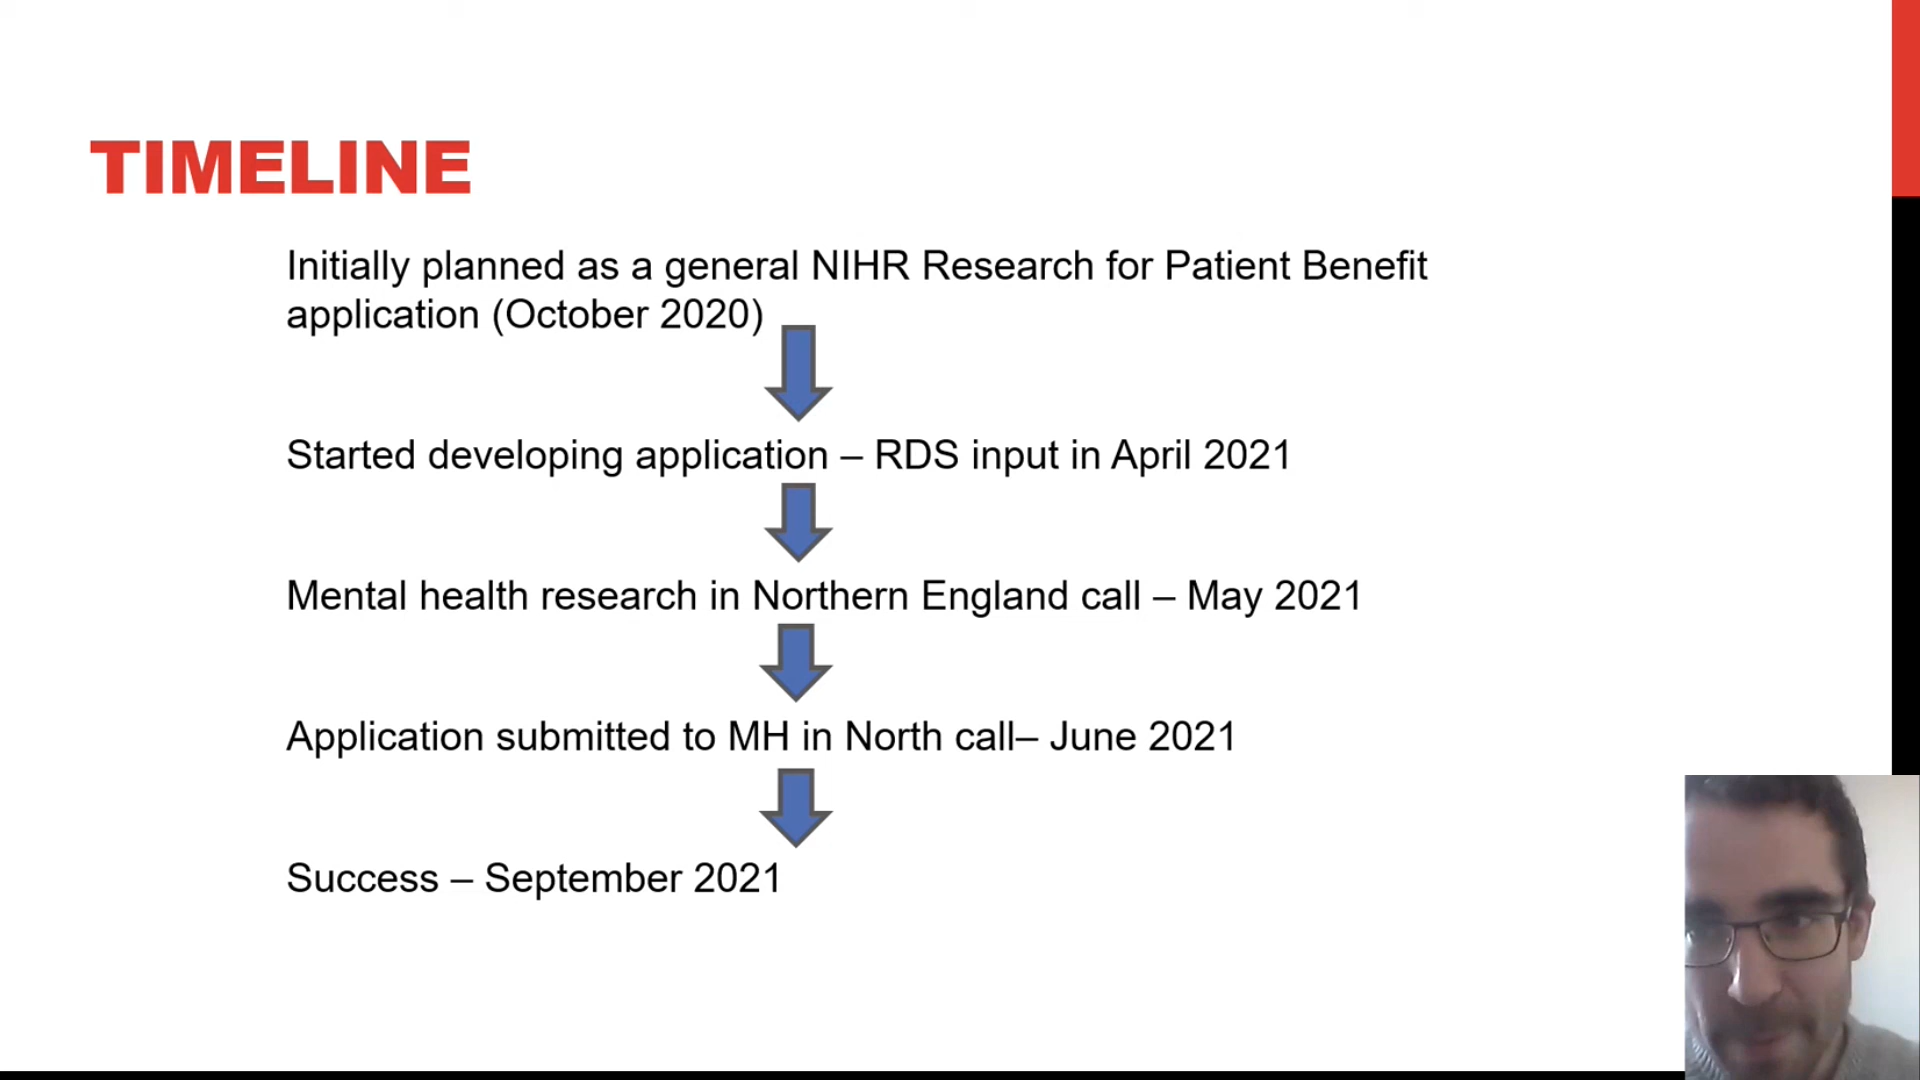 TIMELINE
Initially planned as a general NIHR Research for Patient Benefit
application (October 2020)
Started developing application – RDS input in April 2021
Mental health research in Northern England call – May 2021
Application submitted to MH in North call– June 2021
Success – September 2021